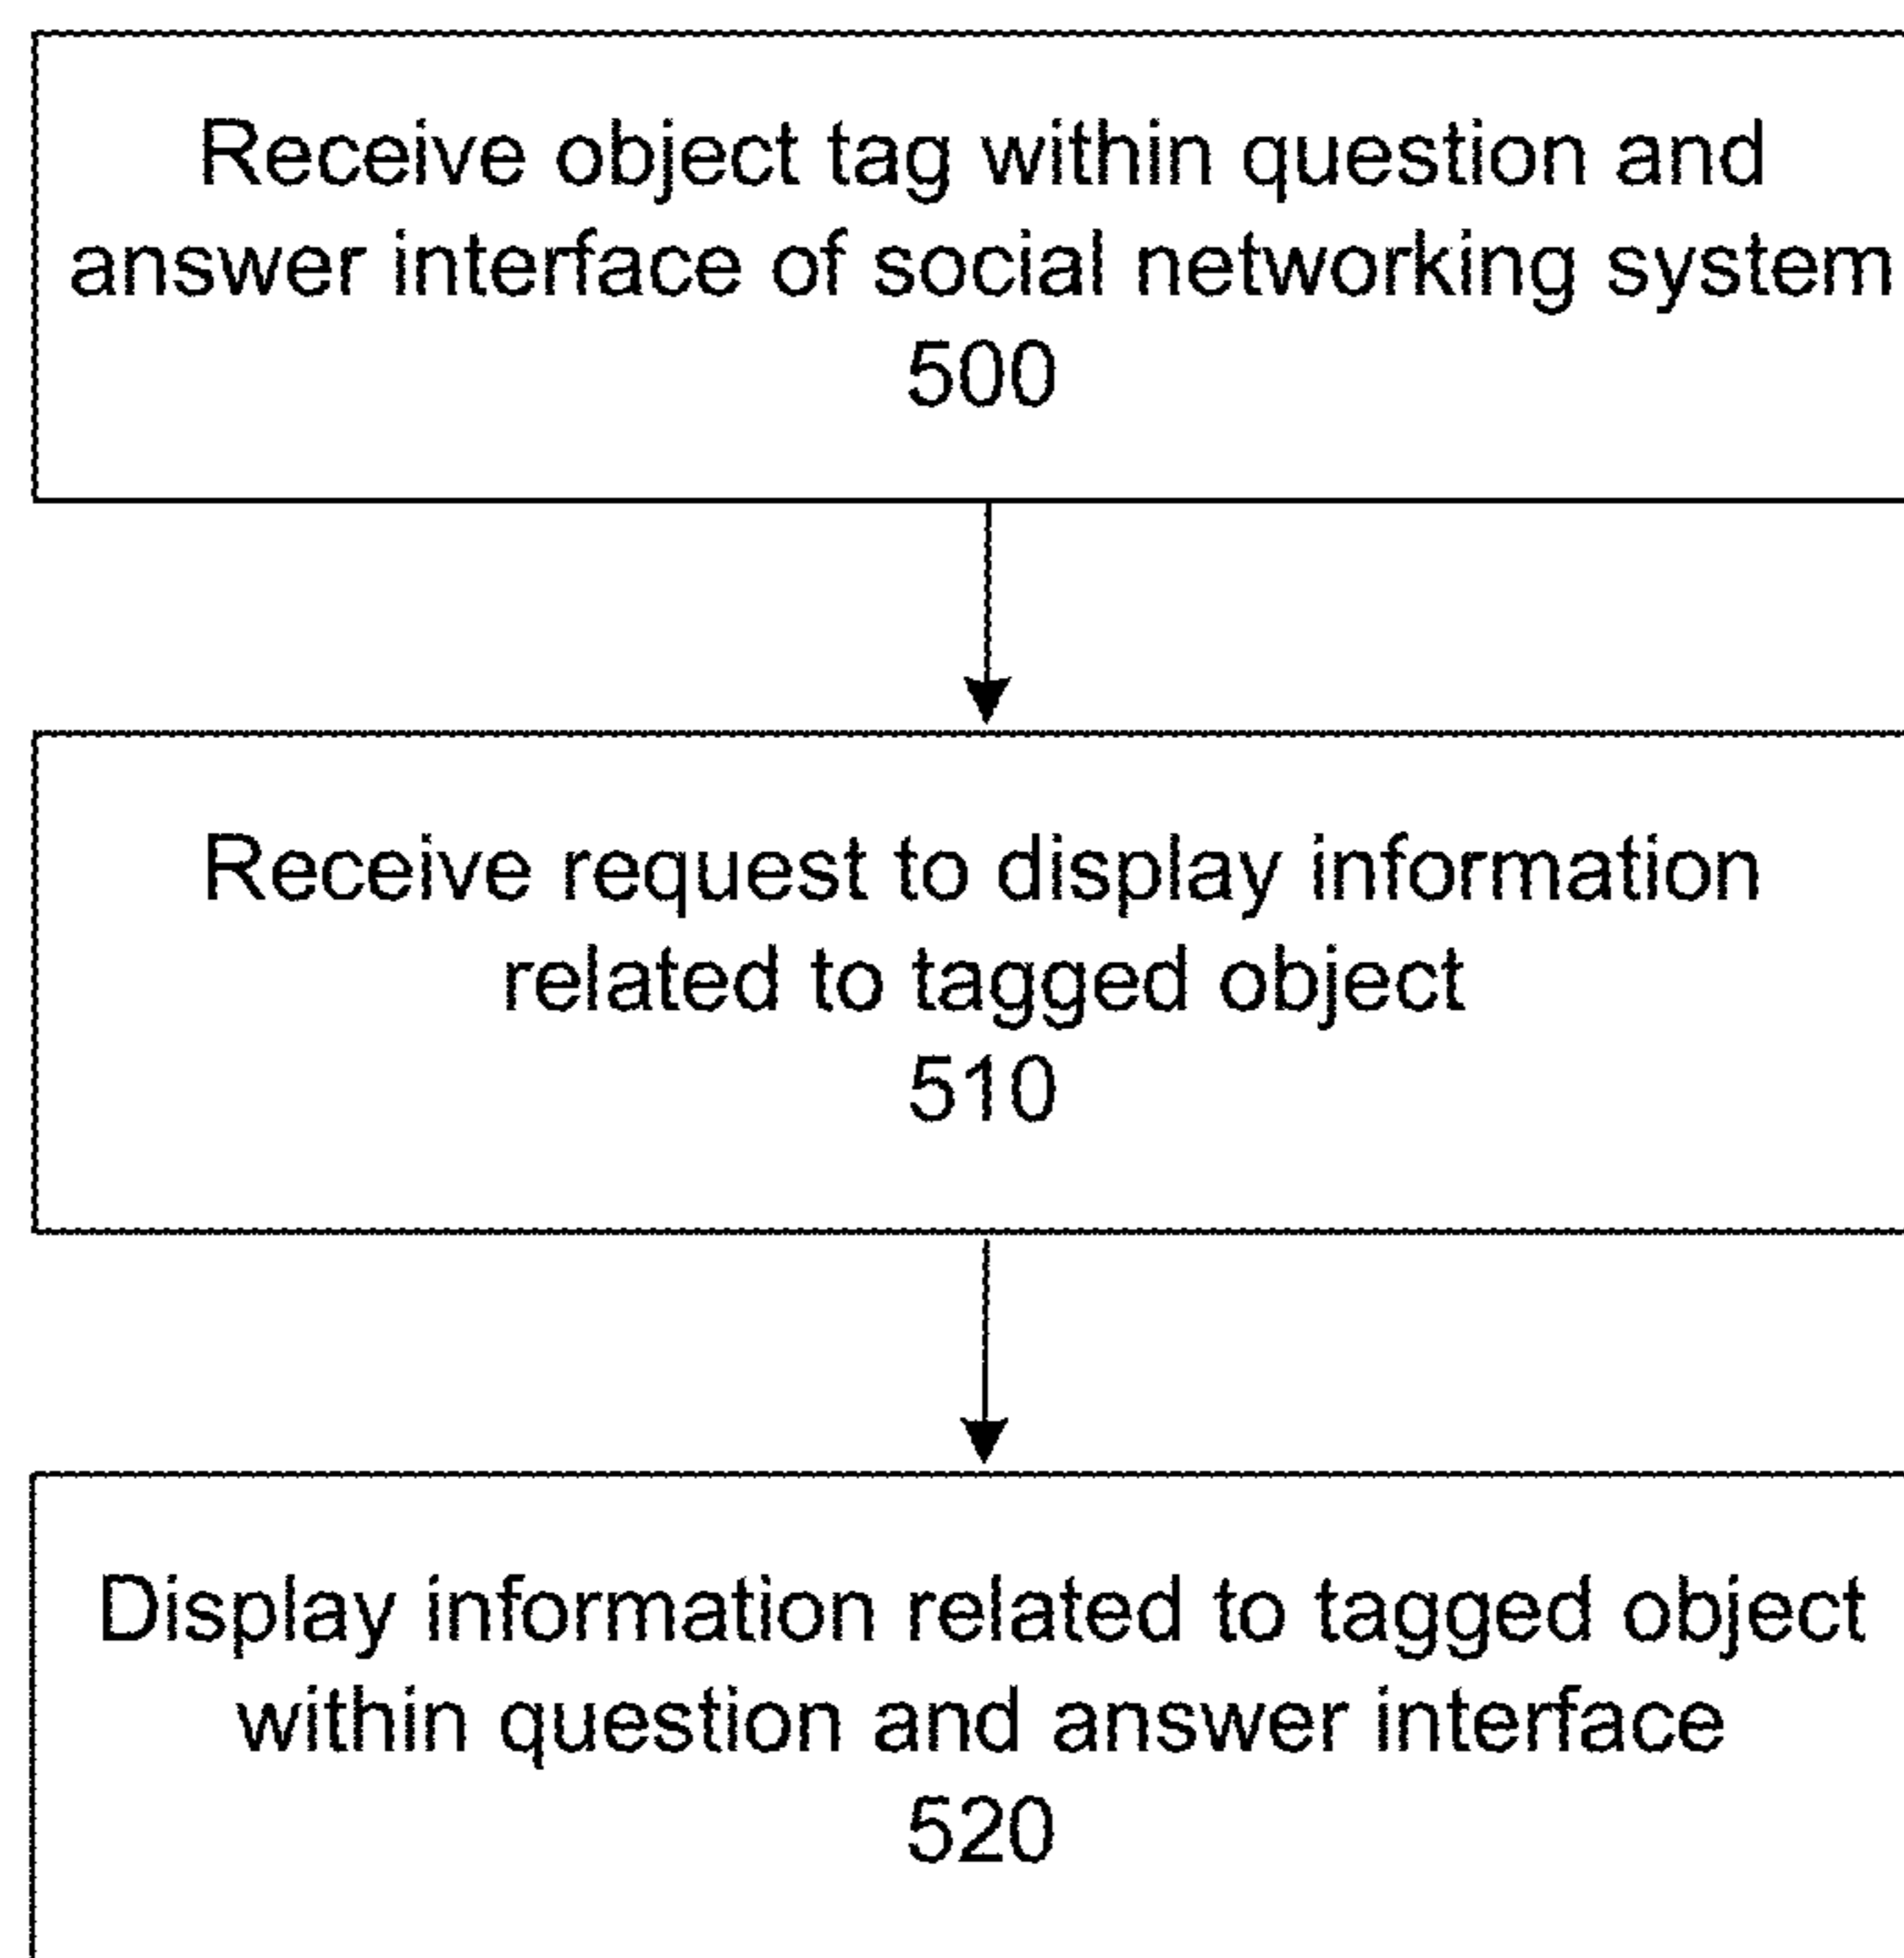 Receive object tag within question and
answer interface of social networking system
500
Receive request to display information
related to tagged object
510
Display information related to tagged object
within question and answer interface
520